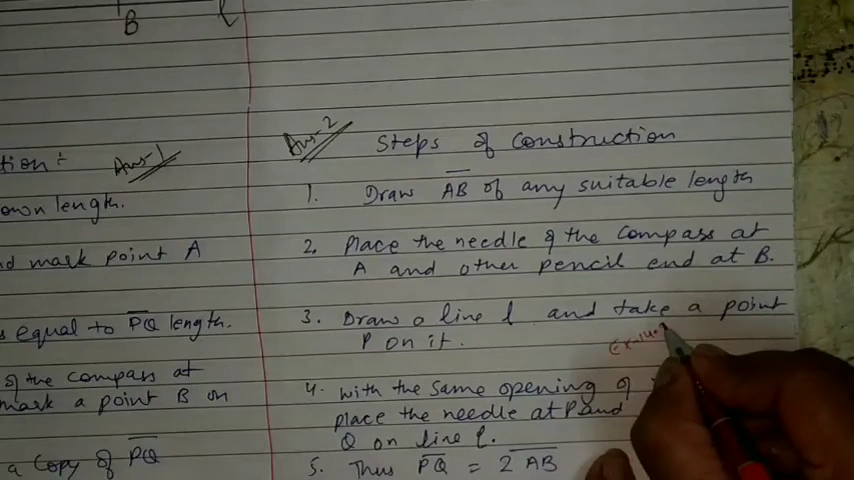 B l
tion :- Ans-1
own length.
nd mark point A
s equal to PQ length.
of the compass at
mark a point B on
a copy of PQ
Ans-2 Steps of Construction
1. Draw AB of any suitable length
2. Place the needle of the compass at
A and other pencil end at B.
3. Draw a line l and take a point
P on it.
4. with the same opening of
place the needle at P and
Q on line l.
5. Thus PQ = 2 AB